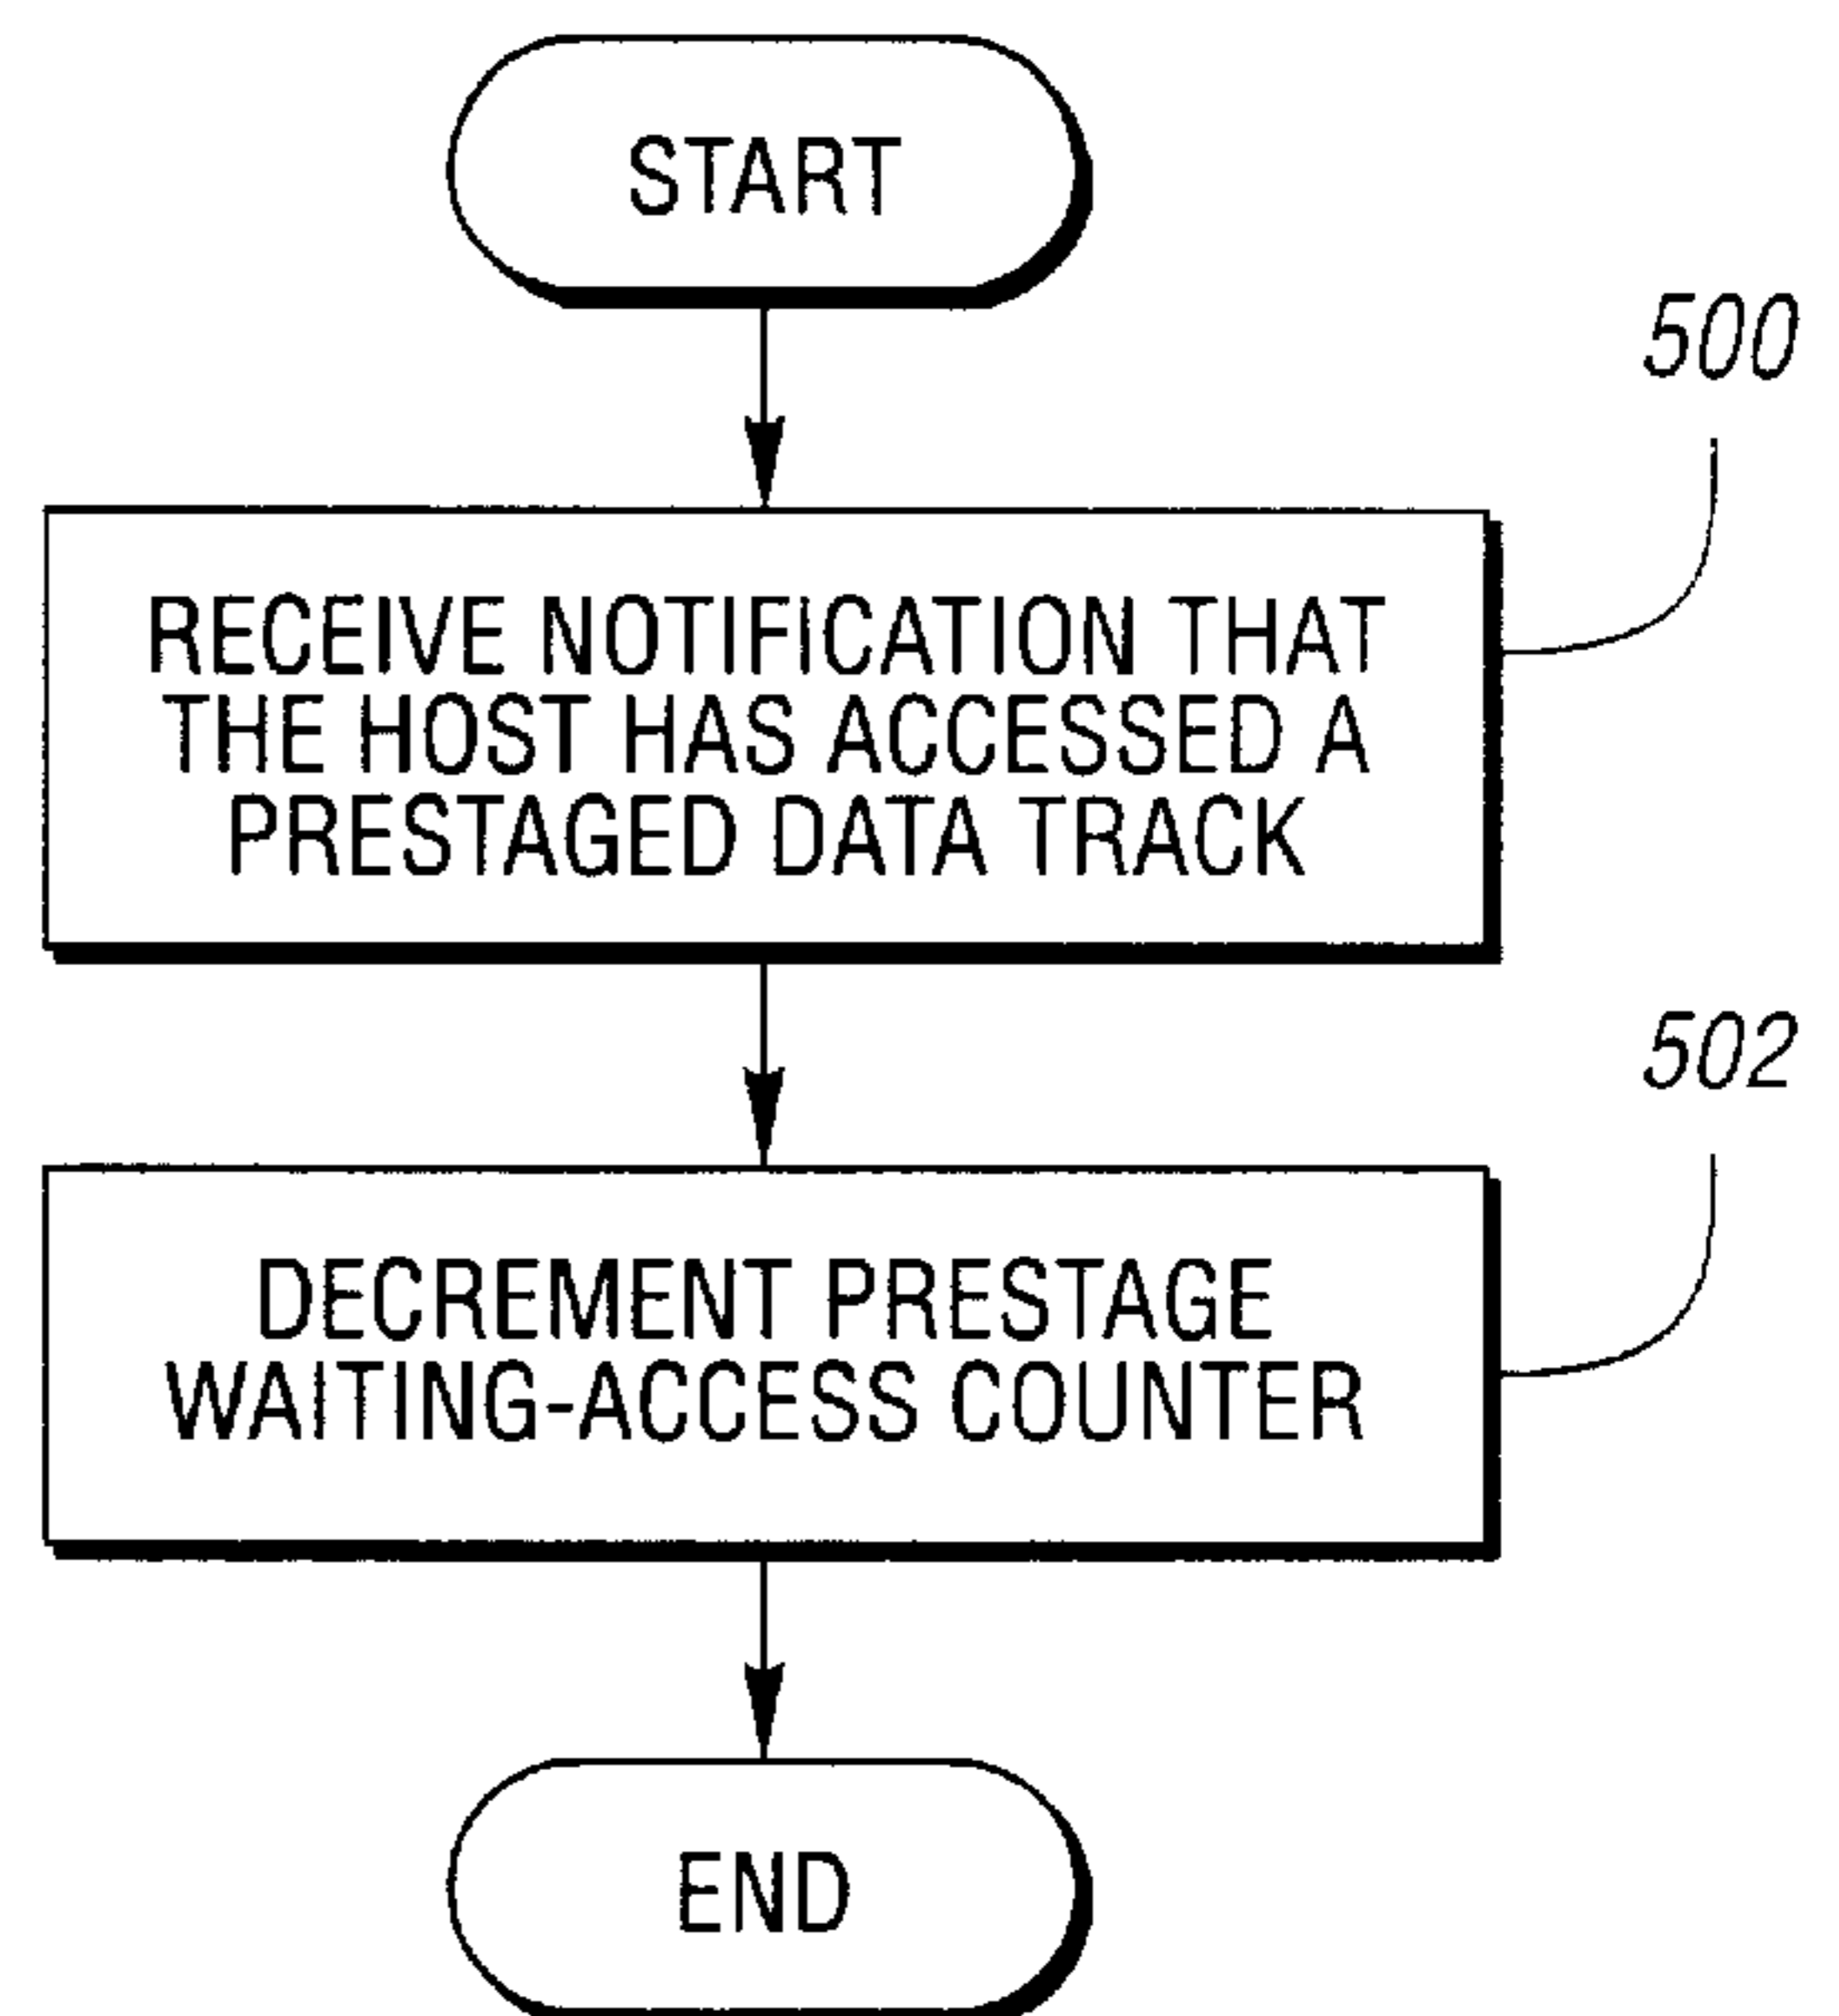 START
500
RECEIVE NOTIFICATION THAT
THE HOST HAS ACCESSED A
PRESTAGED DATA TRACK
502
DECREMENT PRESTAGE
WAITING-ACCESS COUNTER
END